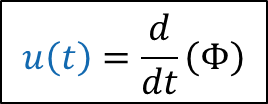 u(t) = d/dt (Φ)